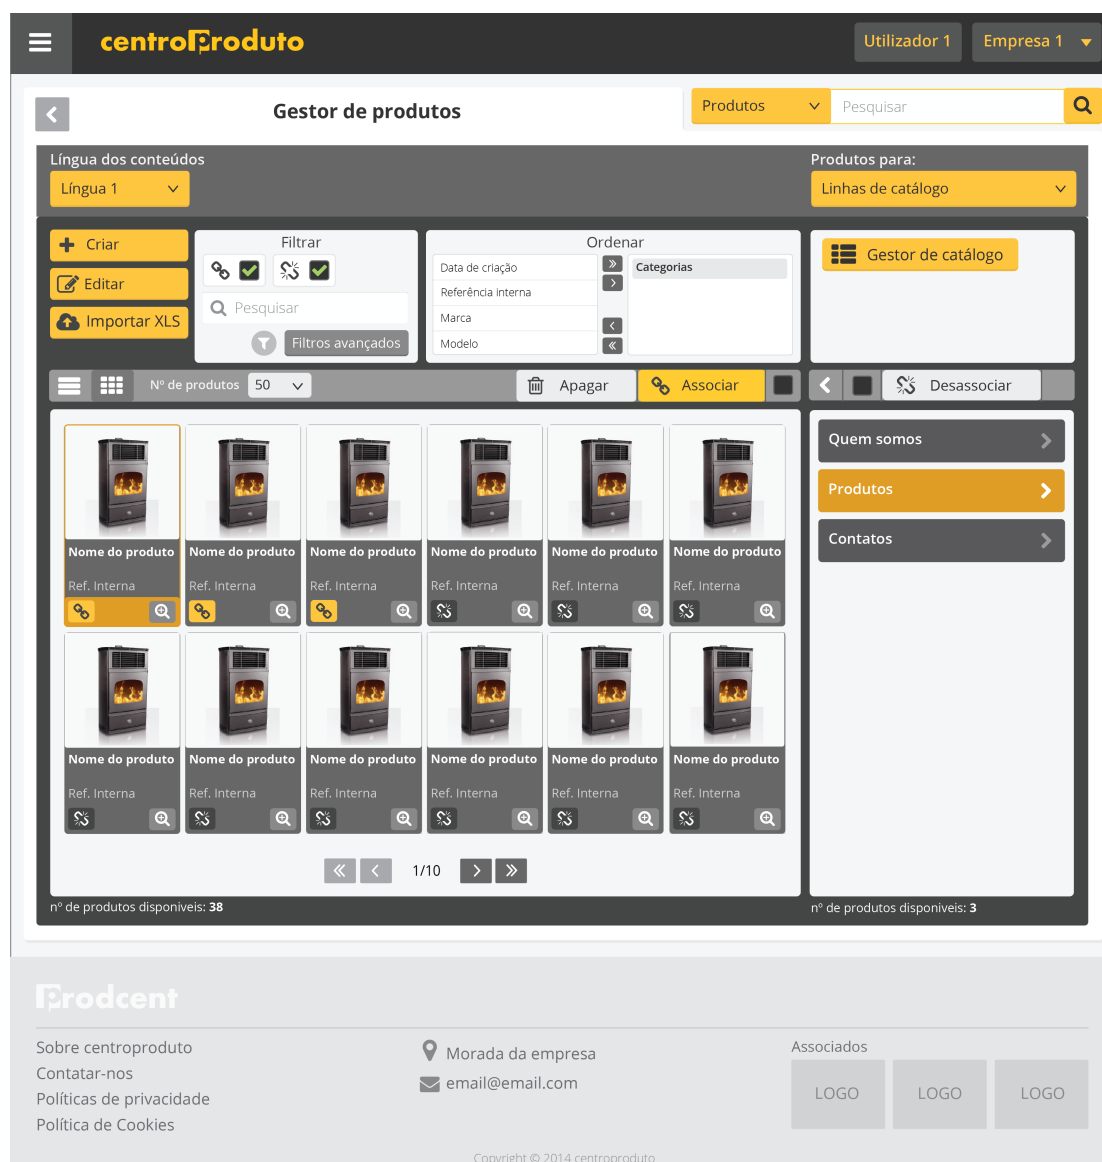 centroProduto
Utilizador 1
Empresa 1
Gestor de produtos
Produtos
Pesquisar
Língua dos conteúdos
Língua 1
Produtos para:
Linhas de catálogo
Criar
Editar
Importar XLS
Filtrar
Pesquisar
Filtros avançados
Ordenar
Data de criação
Referência interna
Marca
Modelo
Categorias
Gestor de catálogo
Nº de produtos 50
Apagar
Associar
Desassociar
Nome do produto Nome do produto Nome do produto Nome do produto Nome do produto Nome do produto
Ref. Interna Ref. Interna Ref. Interna Ref. Interna Ref. Interna Ref. Interna
Nome do produto Nome do produto Nome do produto Nome do produto Nome do produto Nome do produto
Ref. Interna Ref. Interna Ref. Interna Ref. Interna Ref. Interna Ref. Interna
1/10
nº de produtos disponiveis: 38
Quem somos
Produtos
Contatos
nº de produtos disponiveis: 3
Prodcent
Sobre centroproduto
Contatar-nos
Políticas de privacidade
Política de Cookies
Morada da empresa
email@email.com
Associados
LOGO LOGO LOGO
Copyright © 2014 centroproduto